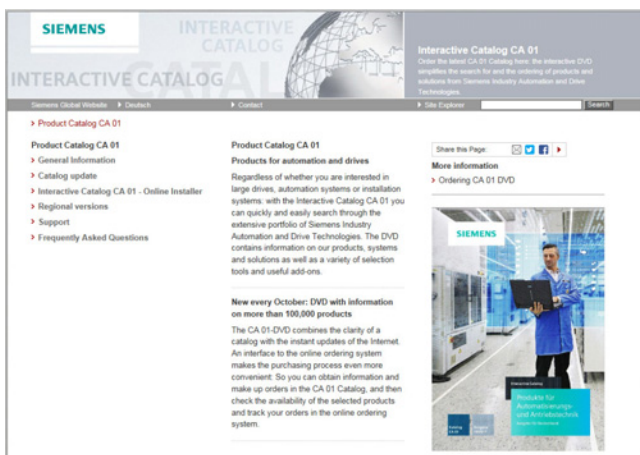 SIEMENS
INTERACTIVE
CATALOG
INTERACTIVE CATALOG
CATAL
Interactive Catalog CA 01
Order the latest CA 01 Catalog here: the interactive DVD
simplifies the search for and the ordering of products and
solutions from Siemens Industry Automation and Drive
Technologies.
Siemens Global Website Deutsch Contact Site Explorer Search
Product Catalog CA 01
Product Catalog CA 01
General Information
Catalog update
Interactive Catalog CA 01 - Online Installer
Regional versions
Support
Frequently Asked Questions
Product Catalog CA 01
Products for automation and drives
Regardless of whether you are interested in
large drives, automation systems or installation
systems: with the Interactive Catalog CA 01 you
can quickly and easily search through the
extensive portfolio of Siemens Industry
Automation and Drive Technologies. The DVD
contains information on our products, systems
and solutions as well as a variety of selection
tools and useful add-ons.
New every October: DVD with information
on more than 100,000 products
The CA 01-DVD combines the clarity of a
catalog with the instant updates of the Internet.
An interface to the online ordering system
makes the purchasing process even more
convenient: So you can obtain information and
make up orders in the CA 01 Catalog, and then
check the availability of the selected products
and track your orders in the online ordering
system.
Share this Page:
More information
Ordering CA 01 DVD
SIEMENS
Produkte für
Automatisierungs-
und Antriebstechnik